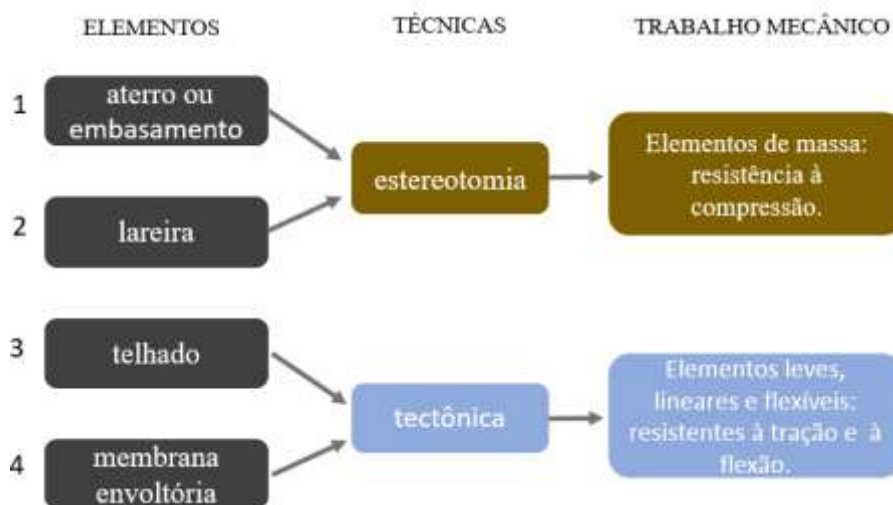 ELEMENTOS
TÉCNICAS
TRABALHO MECÂNICO
1
aterro ou
embasamento
2
lareira
estereotomia
Elementos de massa:
resistência à
compressão.
3
telhado
4
membrana
envoltória
tectônica
Elementos leves,
lineares e flexíveis:
resistentes à tração e à
flexão.